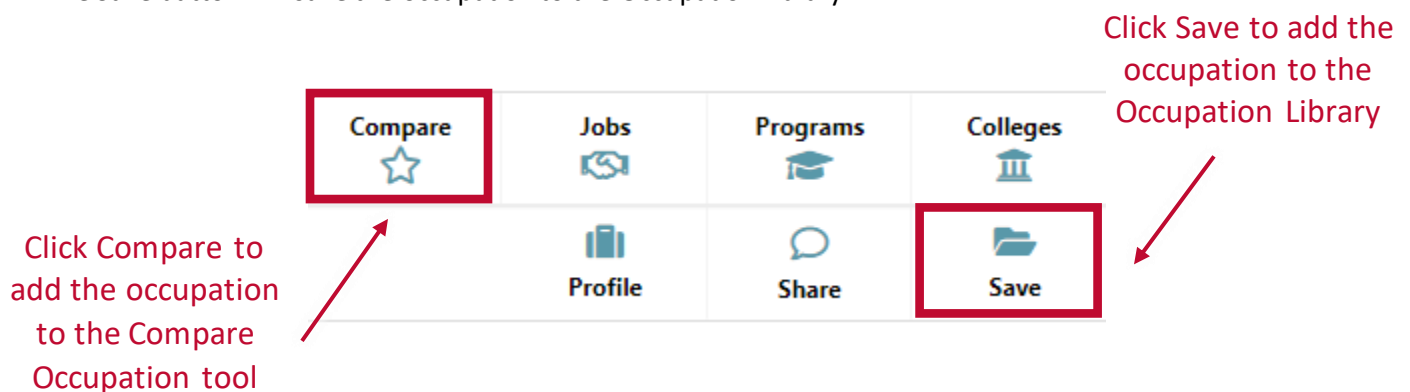 Click Save to add the
occupation to the
Occupation Library
Compare
Jobs
Programs
Colleges
Profile
Share
Save
Click Compare to
add the occupation
to the Compare
Occupation tool